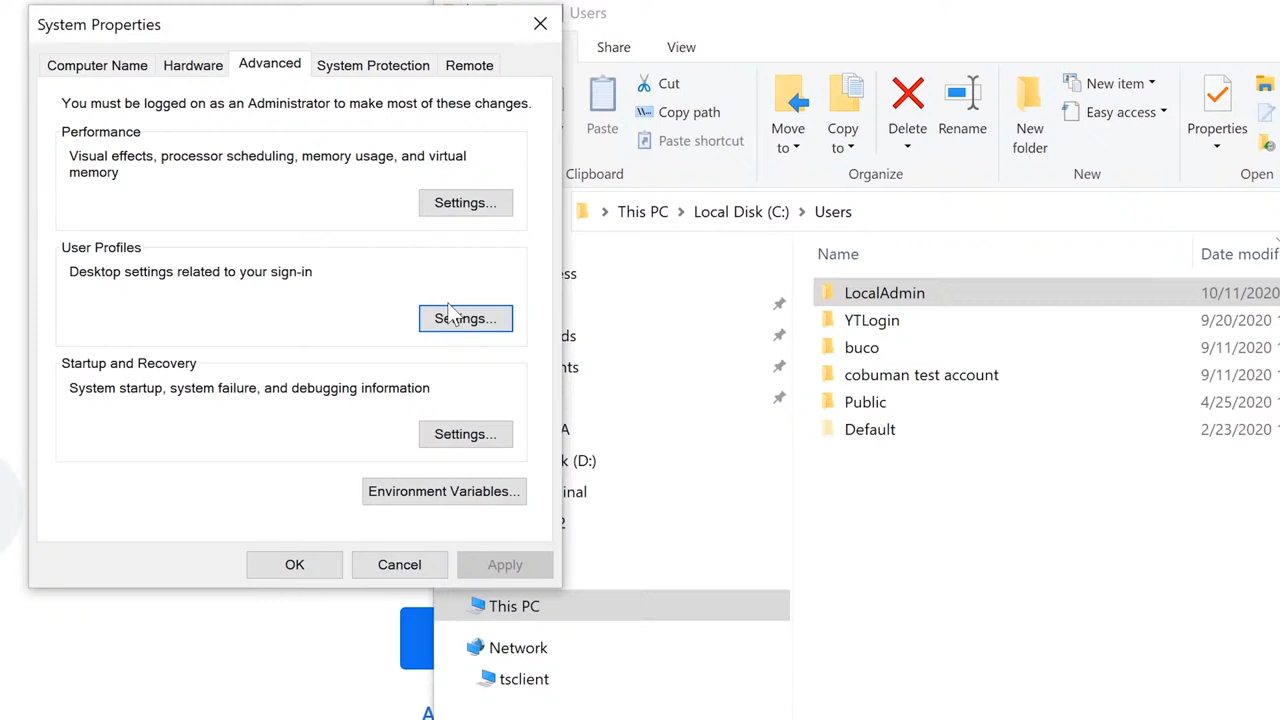 System Properties
Computer Name
Hardware
Advanced
System Protection
Remote
You must be logged on as an Administrator to make most of these changes.
Performance
Visual effects, processor scheduling, memory usage, and virtual
memory
Settings...
User Profiles
Desktop settings related to your sign-in
Settings...
Startup and Recovery
System startup, system failure, and debugging information
Settings...
Environment Variables...
OK
Cancel
Apply
Users
Share
View
Paste
Cut
Copy path
Paste shortcut
Clipboard
Move
to
Copy
to
Delete
Rename
Organize
New
folder
New item
Easy access
New
Properties
Open
This PC > Local Disk (C:) > Users
ess
ds
nts
A
k (D:)
inal
2
This PC
Network
tsclient
Name
Date modif
LocalAdmin 10/11/2020
YTLogin 9/20/2020
buco 9/11/2020
cobuman test account 9/11/2020
Public 4/25/2020
Default 2/23/2020
A